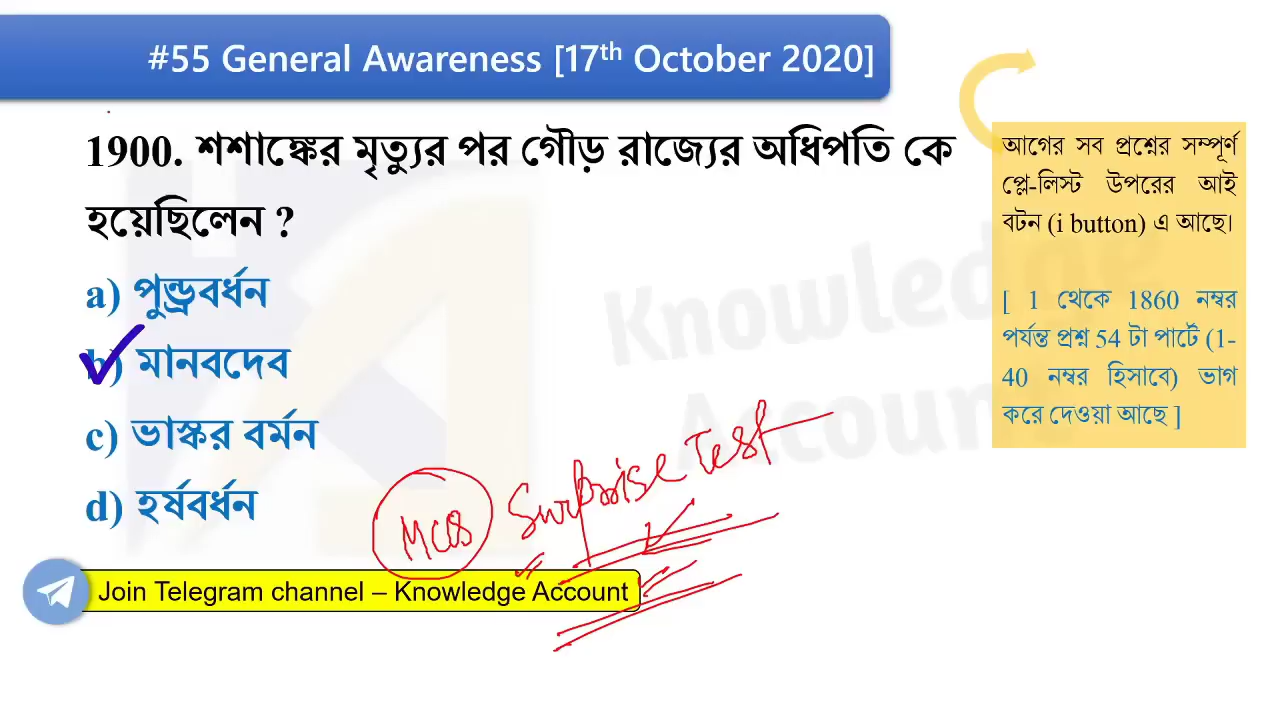 #55 General Awareness [17th October 2020]
1900. শশাঙ্কের মৃত্যুর পর গৌড় রাজ্যের অধিপতি কে
হয়েছিলেন ?
a) পুন্ড্রবর্ধন
b) মানবদেব
c) ভাস্কর বর্মন
d) হর্ষবর্ধন
আগের সব প্রশ্নের সম্পূর্ণ
প্লে-লিস্ট উপরের আই
বটন (i button) এ আছে।
[ 1 থেকে 1860 নম্বর
পর্যন্ত প্রশ্ন 54 টা পার্টে (1-
40 নম্বর হিসাবে) ভাগ
করে দেওয়া আছে ]
Knowledge
Account
Surprise Test
Join Telegram channel – Knowledge Account